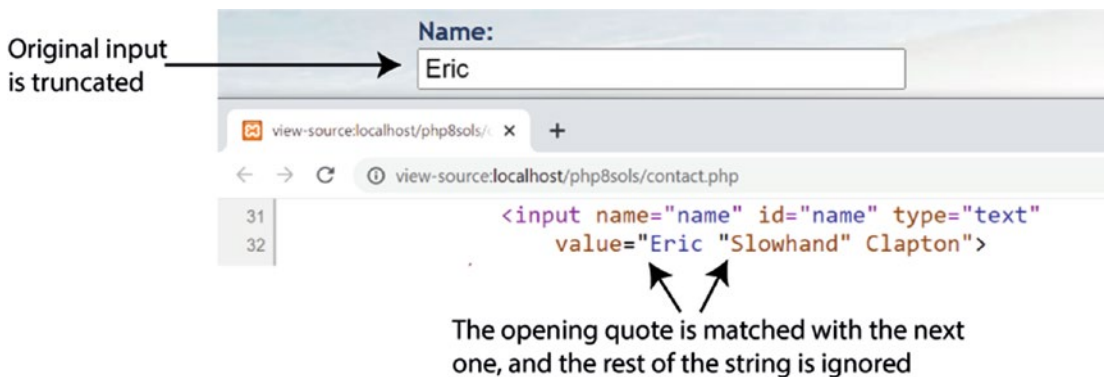 Name:
Original input
is truncated
Eric
view-source:localhost/php8sols/
view-source:localhost/php8sols/contact.php
31 <input name="name" id="name" type="text"
32 value="Eric "Slowhand" Clapton">
The opening quote is matched with the next
one, and the rest of the string is ignored